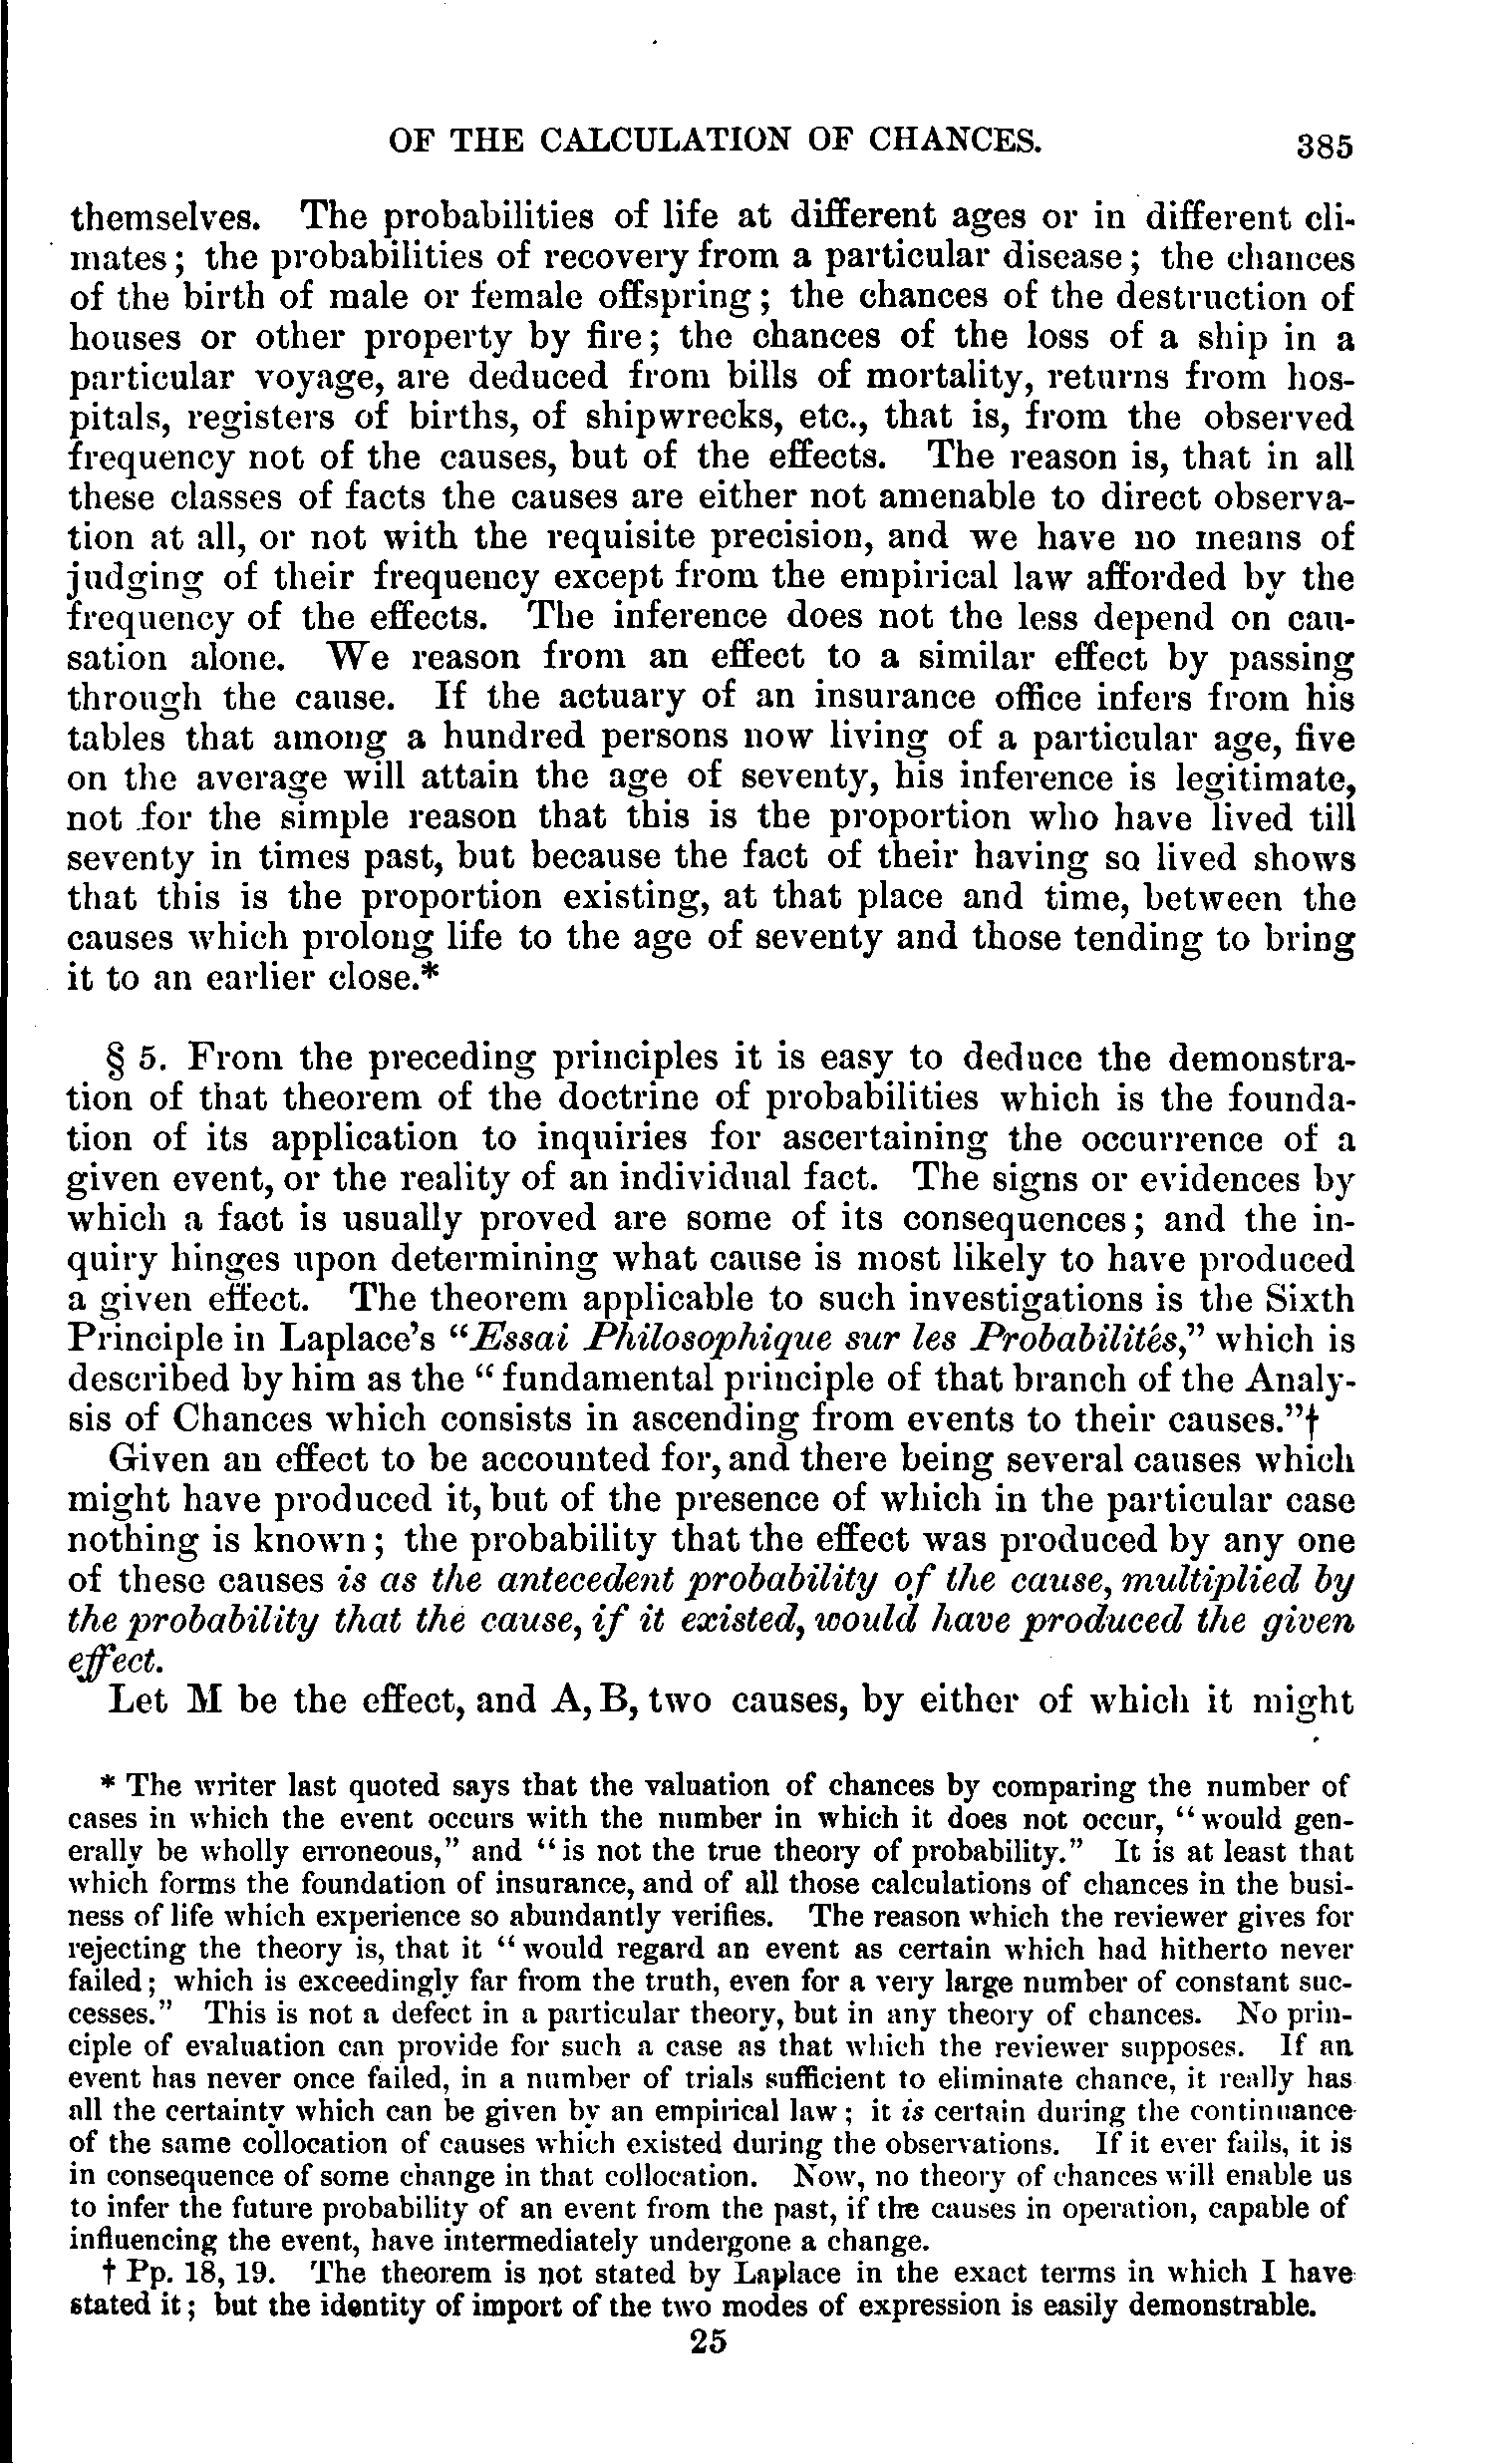 OF THE CALCULATION OF CHANCES. 385
themselves. The probabilities of life at different ages or in different cli-
mates; the probabilities of recovery from a particular disease; the chances
of the birth of male or female offspring; the chances of the destruction of
houses or other property by fire; the chances of the loss of a ship in a
particular voyage, are deduced from bills of mortality, returns from hos-
pitals, registers of births, of shipwrecks, etc., that is, from the observed
frequency not of the causes, but of the effects. The reason is, that in all
these classes of facts the causes are either not amenable to direct observa-
tion at all, or not with the requisite precision, and we have no means of
judging of their frequency except from the empirical law afforded by the
frequency of the effects. The inference does not the less depend on cau-
sation alone. We reason from an effect to a similar effect by passing
through the cause. If the actuary of an insurance office infers from his
tables that among a hundred persons now living of a particular age, five
on the average will attain the age of seventy, his inference is legitimate,
not for the simple reason that this is the proportion who have lived till
seventy in times past, but because the fact of their having so lived shows
that this is the proportion existing, at that place and time, between the
causes which prolong life to the age of seventy and those tending to bring
it to an earlier close.*
§ 5. From the preceding principles it is easy to deduce the demonstra-
tion of that theorem of the doctrine of probabilities which is the founda-
tion of its application to inquiries for ascertaining the occurrence of a
given event, or the reality of an individual fact. The signs or evidences by
which a fact is usually proved are some of its consequences; and the in-
quiry hinges upon determining what cause is most likely to have produced
a given effect. The theorem applicable to such investigations is the Sixth
Principle in Laplace's "Essai Philosophique sur les Probabilités," which is
described by him as the "fundamental principle of that branch of the Analy-
sis of Chances which consists in ascending from events to their causes."†
Given an effect to be accounted for, and there being several causes which
might have produced it, but of the presence of which in the particular case
nothing is known; the probability that the effect was produced by any one
of these causes is as the antecedent probability of the cause, multiplied by
the probability that the cause, if it existed, would have produced the given
effect.
Let M be the effect, and A, B, two causes, by either of which it might
* The writer last quoted says that the valuation of chances by comparing the number of
cases in which the event occurs with the number in which it does not occur, "would gen-
erally be wholly erroneous," and "is not the true theory of probability." It is at least that
which forms the foundation of insurance, and of all those calculations of chances in the busi-
ness of life which experience so abundantly verifies. The reason which the reviewer gives for
rejecting the theory is, that it "would regard an event as certain which had hitherto never
failed; which is exceedingly far from the truth, even for a very large number of constant suc-
cesses." This is not a defect in a particular theory, but in any theory of chances. No prin-
ciple of evaluation can provide for such a case as that which the reviewer supposes. If an
event has never once failed, in a number of trials sufficient to eliminate chance, it really has
all the certainty which can be given by an empirical law; it is certain during the continuance
of the same collocation of causes which existed during the observations. If it ever fails, it is
in consequence of some change in that collocation. Now, no theory of chances will enable us
to infer the future probability of an event from the past, if the causes in operation, capable of
influencing the event, have intermediately undergone a change.
† Pp. 18, 19. The theorem is not stated by Laplace in the exact terms in which I have
stated it; but the identity of import of the two modes of expression is easily demonstrable.
25